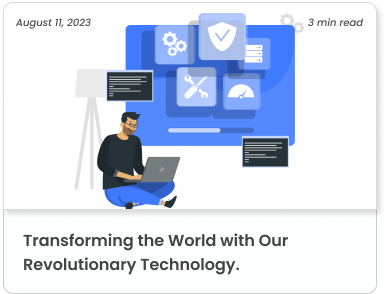 August 11, 2023
3 min read
Transforming the World with Our
Revolutionary Technology.